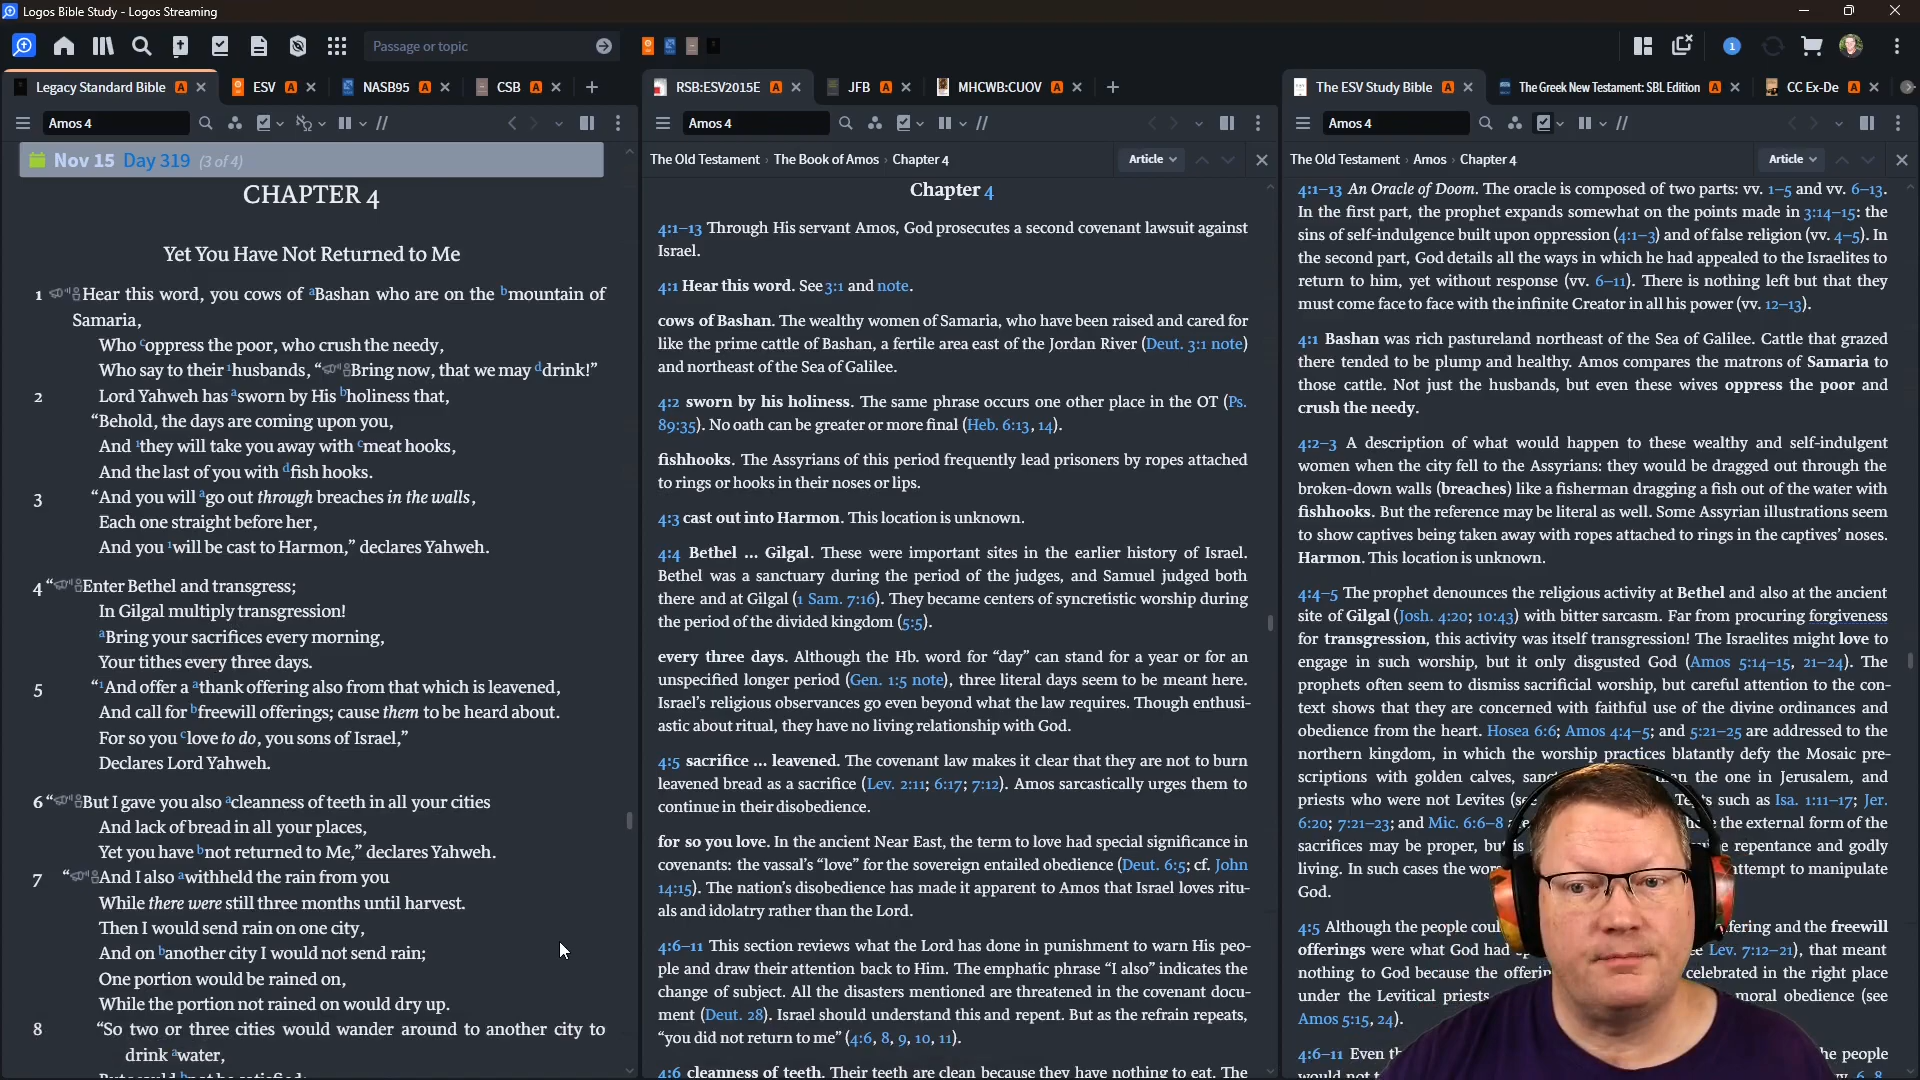 Logos Bible Study - Logos Streaming
Passage or topic
1
Legacy Standard Bible A
ESV A
NASB95 A
CSB A
RSB:ESV2015E A
JFB A
MHCWB:CUOV A
The ESV Study Bible A
The Greek New Testament: SBL Edition A
CC Ex-De A
Amos 4
Amos 4
Amos 4
Nov 15 Day 319 (3 of 4)
CHAPTER 4
Yet You Have Not Returned to Me
1 Hear this word, you cows of aBashan who are on the bmountain of
Samaria,
Who coppress the poor, who crush the needy,
Who say to their 1husbands, “Bring now, that we may ddrink!”
2 Lord Yahweh has asworn by His bholiness that,
“Behold, the days are coming upon you,
And 1they will take you away with cmeat hooks,
And the last of you with dfish hooks.
3 “And you will ago out through breaches in the walls,
Each one straight before her,
And you 1will be cast to Harmon,” declares Yahweh.
4 “Enter Bethel and transgress;
In Gilgal multiply transgression!
aBring your sacrifices every morning,
Your tithes every three days.
5 “1And offer a athank offering also from that which is leavened,
And call for bfreewill offerings; cause them to be heard about.
For so you clove to do, you sons of Israel,”
Declares Lord Yahweh.
6 “But I gave you also acleanness of teeth in all your cities
And lack of bread in all your places,
Yet you have bnot returned to Me,” declares Yahweh.
7 “And I also awithheld the rain from you
While there were still three months until harvest.
Then I would send rain on one city,
And on banother city I would not send rain;
One portion would be rained on,
While the portion not rained on would dry up.
8 “So two or three cities would wander around to another city to
drink awater,
The Old Testament › The Book of Amos › Chapter 4
Article
Chapter 4
4:1–13 Through His servant Amos, God prosecutes a second covenant lawsuit against
Israel.
4:1 Hear this word. See 3:1 and note.
cows of Bashan. The wealthy women of Samaria, who have been raised and cared for
like the prime cattle of Bashan, a fertile area east of the Jordan River (Deut. 3:1 note)
and northeast of the Sea of Galilee.
4:2 sworn by his holiness. The same phrase occurs one other place in the OT (Ps.
89:35). No oath can be greater or more final (Heb. 6:13, 14).
fishhooks. The Assyrians of this period frequently lead prisoners by ropes attached
to rings or hooks in their noses or lips.
4:3 cast out into Harmon. This location is unknown.
4:4 Bethel ... Gilgal. These were important sites in the earlier history of Israel.
Bethel was a sanctuary during the period of the judges, and Samuel judged both
there and at Gilgal (1 Sam. 7:16). They became centers of syncretistic worship during
the period of the divided kingdom (5:5).
every three days. Although the Hb. word for “day” can stand for a year or for an
unspecified longer period (Gen. 1:5 note), three literal days seem to be meant here.
Israel’s religious observances go even beyond what the law requires. Though enthusi-
astic about ritual, they have no living relationship with God.
4:5 sacrifice ... leavened. The covenant law makes it clear that they are not to burn
leavened bread as a sacrifice (Lev. 2:11; 6:17; 7:12). Amos sarcastically urges them to
continue in their disobedience.
for so you love. In the ancient Near East, the term to love had special significance in
covenants: the vassal’s “love” for the sovereign entailed obedience (Deut. 6:5; cf. John
14:15). The nation’s disobedience has made it apparent to Amos that Israel loves ritu-
als and idolatry rather than the Lord.
4:6–11 This section reviews what the Lord has done in punishment to warn His peo-
ple and draw their attention back to Him. The emphatic phrase “I also” indicates the
change of subject. All the disasters mentioned are threatened in the covenant docu-
ment (Deut. 28). Israel should understand this and repent. But as the refrain repeats,
“you did not return to me” (4:6, 8, 9, 10, 11).
4:6 cleanness of teeth. Their teeth are clean because they have nothing to eat. The
The Old Testament › Amos › Chapter 4
Article
4:1–13 An Oracle of Doom. The oracle is composed of two parts: vv. 1–5 and vv. 6–13.
In the first part, the prophet expands somewhat on the points made in 3:14–15: the
sins of self-indulgence built upon oppression (4:1–3) and of false religion (vv. 4–5). In
the second part, God details all the ways in which he had appealed to the Israelites to
return to him, yet without response (vv. 6–11). There is nothing left but that they
must come face to face with the infinite Creator in all his power (vv. 12–13).
4:1 Bashan was rich pastureland northeast of the Sea of Galilee. Cattle that grazed
there tended to be plump and healthy. Amos compares the matrons of Samaria to
those cattle. Not just the husbands, but even these wives oppress the poor and
crush the needy.
4:2–3 A description of what would happen to these wealthy and self-indulgent
women when the city fell to the Assyrians: they would be dragged out through the
broken-down walls (breaches) like a fisherman dragging a fish out of the water with
fishhooks. But the reference may be literal as well. Some Assyrian illustrations seem
to show captives being taken away with ropes attached to rings in the captives’ noses.
Harmon. This location is unknown.
4:4–5 The prophet denounces the religious activity at Bethel and also at the ancient
site of Gilgal (Josh. 4:20; 10:43) with bitter sarcasm. Far from procuring forgiveness
for transgression, this activity was itself transgression! The Israelites might love to
engage in such worship, but it only disgusted God (Amos 5:14–15, 21–24). The
prophets often seem to dismiss sacrificial worship, but careful attention to the con-
text shows that they are concerned with faithful use of the divine ordinances and
obedience from the heart. Hosea 6:6; Amos 4:4–5; and 5:21–25 are addressed to the
northern kingdom, in which the worship practices blatantly defy the Mosaic pre-
scriptions with golden calves, the one in Jerusalem, and
priests who were not Levites such as Isa. 1:11–17; Jer.
6:20; 7:21–23; and Mic. 6:6–8 the external form of the
sacrifices may be proper, but repentance and godly
living. In such cases the attempt to manipulate
God.
4:5 Although the people and the freewill
offerings were what God had Lev. 7:12–21), that meant
nothing to God because the celebrated in the right place
under the Levitical priests moral obedience (see
Amos 5:15, 24).
4:6–11 Even people
would not